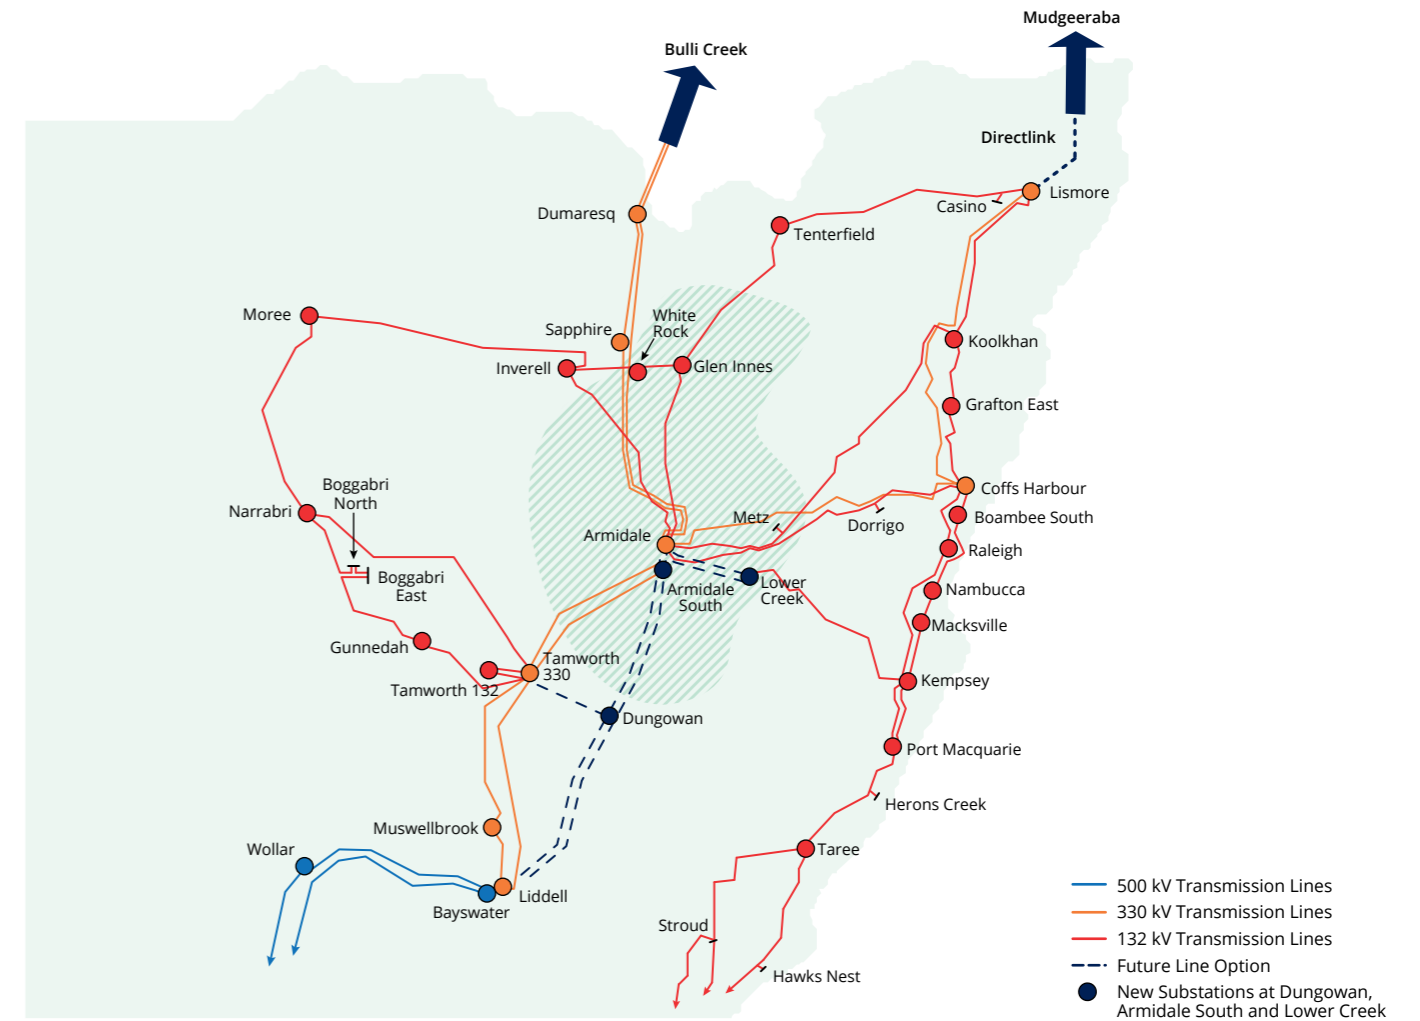 Mudgeeraba
Bulli Creek
Directlink
Lismore
Casino
Dumaresq
Tenterfield
Moree
Sapphire
White
Rock
Koolkhan
Inverell
Glen Innes
Grafton East
Boggabri
North
Narrabri
Coffs Harbour
Metz
Dorrigo
Boambee South
Armidale
Raleigh
Boggabri
East
Armidale
South
Lower
Creek
Nambucca
Macksville
Gunnedah
Tamworth
330
Tamworth 132
Kempsey
Dungowan
Port Macquarie
Herons Creek
Muswellbrook
Wollar
Taree
Liddell
Bayswater
Stroud
Hawks Nest
500 kV Transmission Lines
330 kV Transmission Lines
132 kV Transmission Lines
Future Line Option
New Substations at Dungowan,
Armidale South and Lower Creek